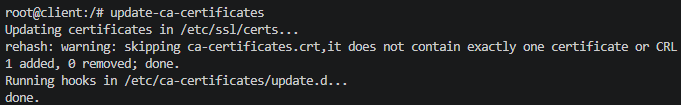 root@client:/# update-ca-certificates
Updating certificates in /etc/ssl/certs...
rehash: warning: skipping ca-certificates.crt,it does not contain exactly one certificate or CRL
1 added, 0 removed; done.
Running hooks in /etc/ca-certificates/update.d...
done.